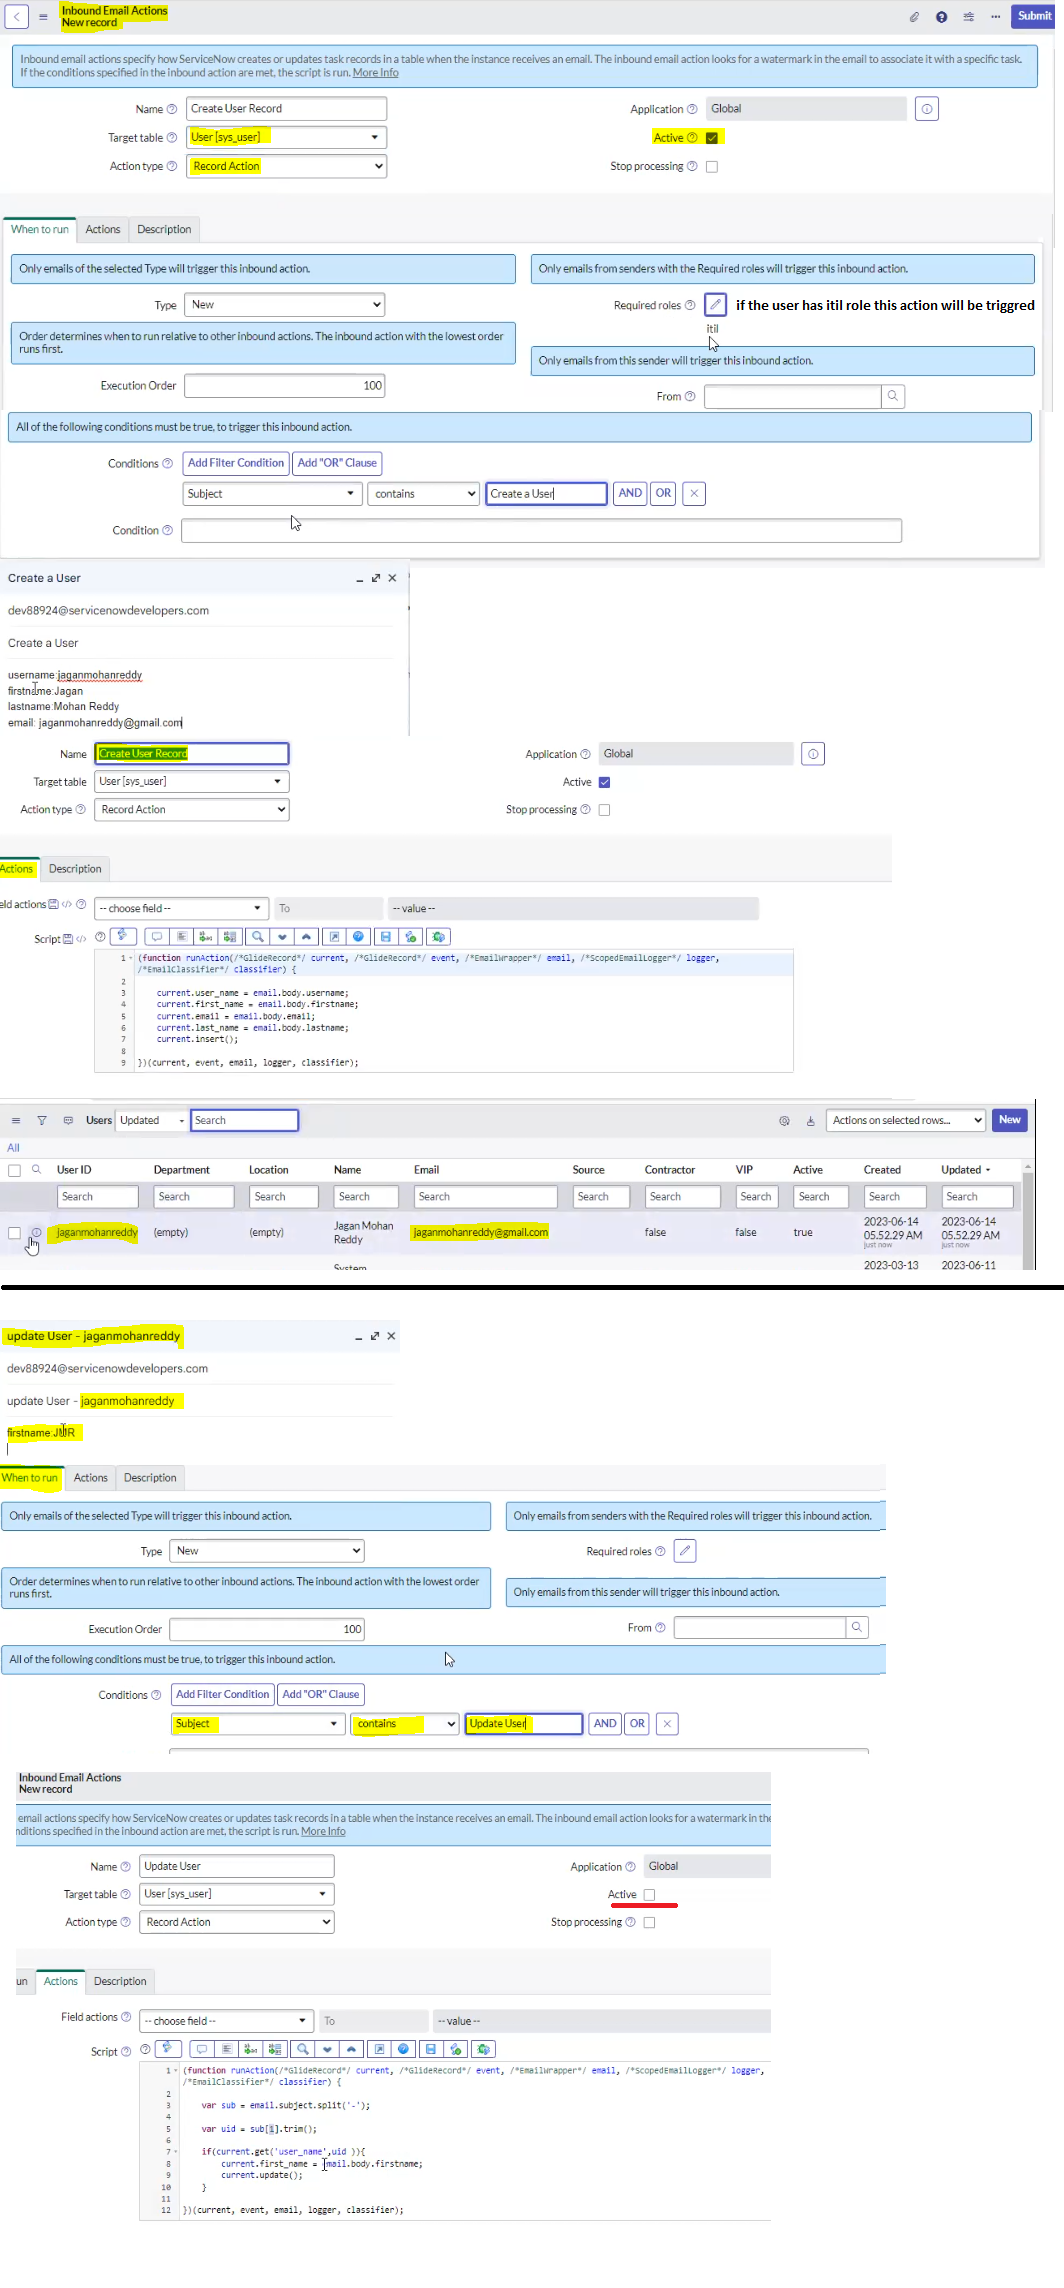 Inbound Email Actions
New record
Submit
Inbound email actions specify how ServiceNow creates or updates task records in a table when the instance receives an email. The inbound email action looks for a watermark in the email to associate it with a specific task.
If the conditions specified in the inbound action are met, the script is run. More Info
Name Create User Record Application Global
Target table User [sys_user] Active
Action type Record Action Stop processing
When to run Actions Description
Only emails of the selected Type will trigger this inbound action. Only emails from senders with the Required roles will trigger this inbound action.
Type New Required roles if the user has itil role this action will be triggred
itil
Order determines when to run relative to other inbound actions. The inbound action with the lowest order
runs first.
Only emails from this sender will trigger this inbound action.
Execution Order 100 From
All of the following conditions must be true, to trigger this inbound action.
Conditions Add Filter Condition Add "OR" Clause
Subject contains Create a User AND OR
Condition
Create a User
dev88924@servicenowdevelopers.com
Create a User
username:jaganmohanreddy
firstname:Jagan
lastname:Mohan Reddy
email: jaganmohanreddy@gmail.com
Name Create User Record Application Global
Target table User [sys_user] Active
Action type Record Action Stop processing
Actions Description
eld actions -- choose field -- To -- value --
Script
1 (function runAction(/*GlideRecord*/ current, /*GlideRecord*/ event, /*EmailWrapper*/ email, /*ScopedEmailLogger*/ logger,
/*EmailClassifier*/ classifier) {
2
3 current.user_name = email.body.username;
4 current.first_name = email.body.firstname;
5 current.email = email.body.email;
6 current.last_name = email.body.lastname;
7 current.insert();
8
9 })(current, event, email, logger, classifier);
Users Updated Search Actions on selected rows... New
All
User ID Department Location Name Email Source Contractor VIP Active Created Updated
Search Search Search Search Search Search Search Search Search Search Search
jaganmohanreddy (empty) (empty) Jagan Mohan Reddy jaganmohanreddy@gmail.com false false true 2023-06-14 05.52.29 AM just now 2023-06-14 05.52.29 AM just now
System 2023-03-13 2023-06-11
update User - jaganmohanreddy
dev88924@servicenowdevelopers.com
update User - jaganmohanreddy
firstname:JMR
When to run Actions Description
Only emails of the selected Type will trigger this inbound action. Only emails from senders with the Required roles will trigger this inbound action.
Type New Required roles
Order determines when to run relative to other inbound actions. The inbound action with the lowest order
runs first.
Only emails from this sender will trigger this inbound action.
Execution Order 100 From
All of the following conditions must be true, to trigger this inbound action.
Conditions Add Filter Condition Add "OR" Clause
Subject contains Update User AND OR
Inbound Email Actions
New record
email actions specify how ServiceNow creates or updates task records in a table when the instance receives an email. The inbound email action looks for a watermark in the
nditions specified in the inbound action are met, the script is run. More Info
Name Update User Application Global
Target table User [sys_user] Active
Action type Record Action Stop processing
un Actions Description
Field actions -- choose field -- To -- value --
Script
1 (function runAction(/*GlideRecord*/ current, /*GlideRecord*/ event, /*EmailWrapper*/ email, /*ScopedEmailLogger*/ logger,
/*EmailClassifier*/ classifier) {
2
3 var sub = email.subject.split('-');
4
5 var uid = sub[1].trim();
6
7 if(current.get('user_name',uid )){
8 current.first_name = email.body.firstname;
9 current.update();
10 }
11
12 })(current, event, email, logger, classifier);